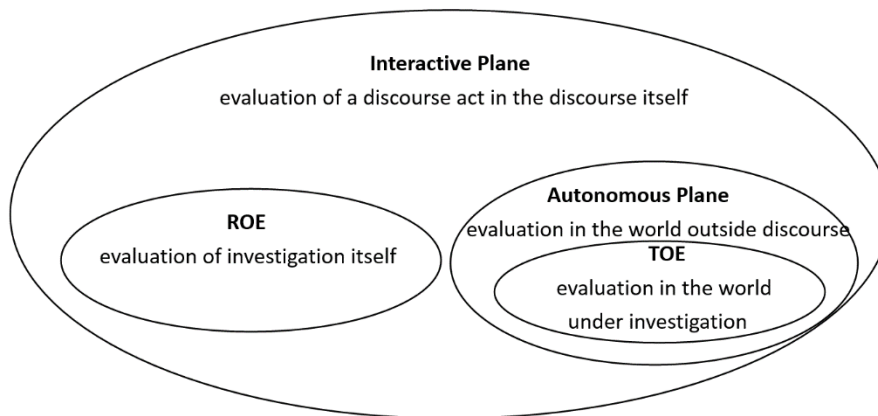 Interactive Plane
evaluation of a discourse act in the discourse itself
ROE
evaluation of investigation itself
Autonomous Plane
evaluation in the world outside discourse
TOE
evaluation in the world
under investigation